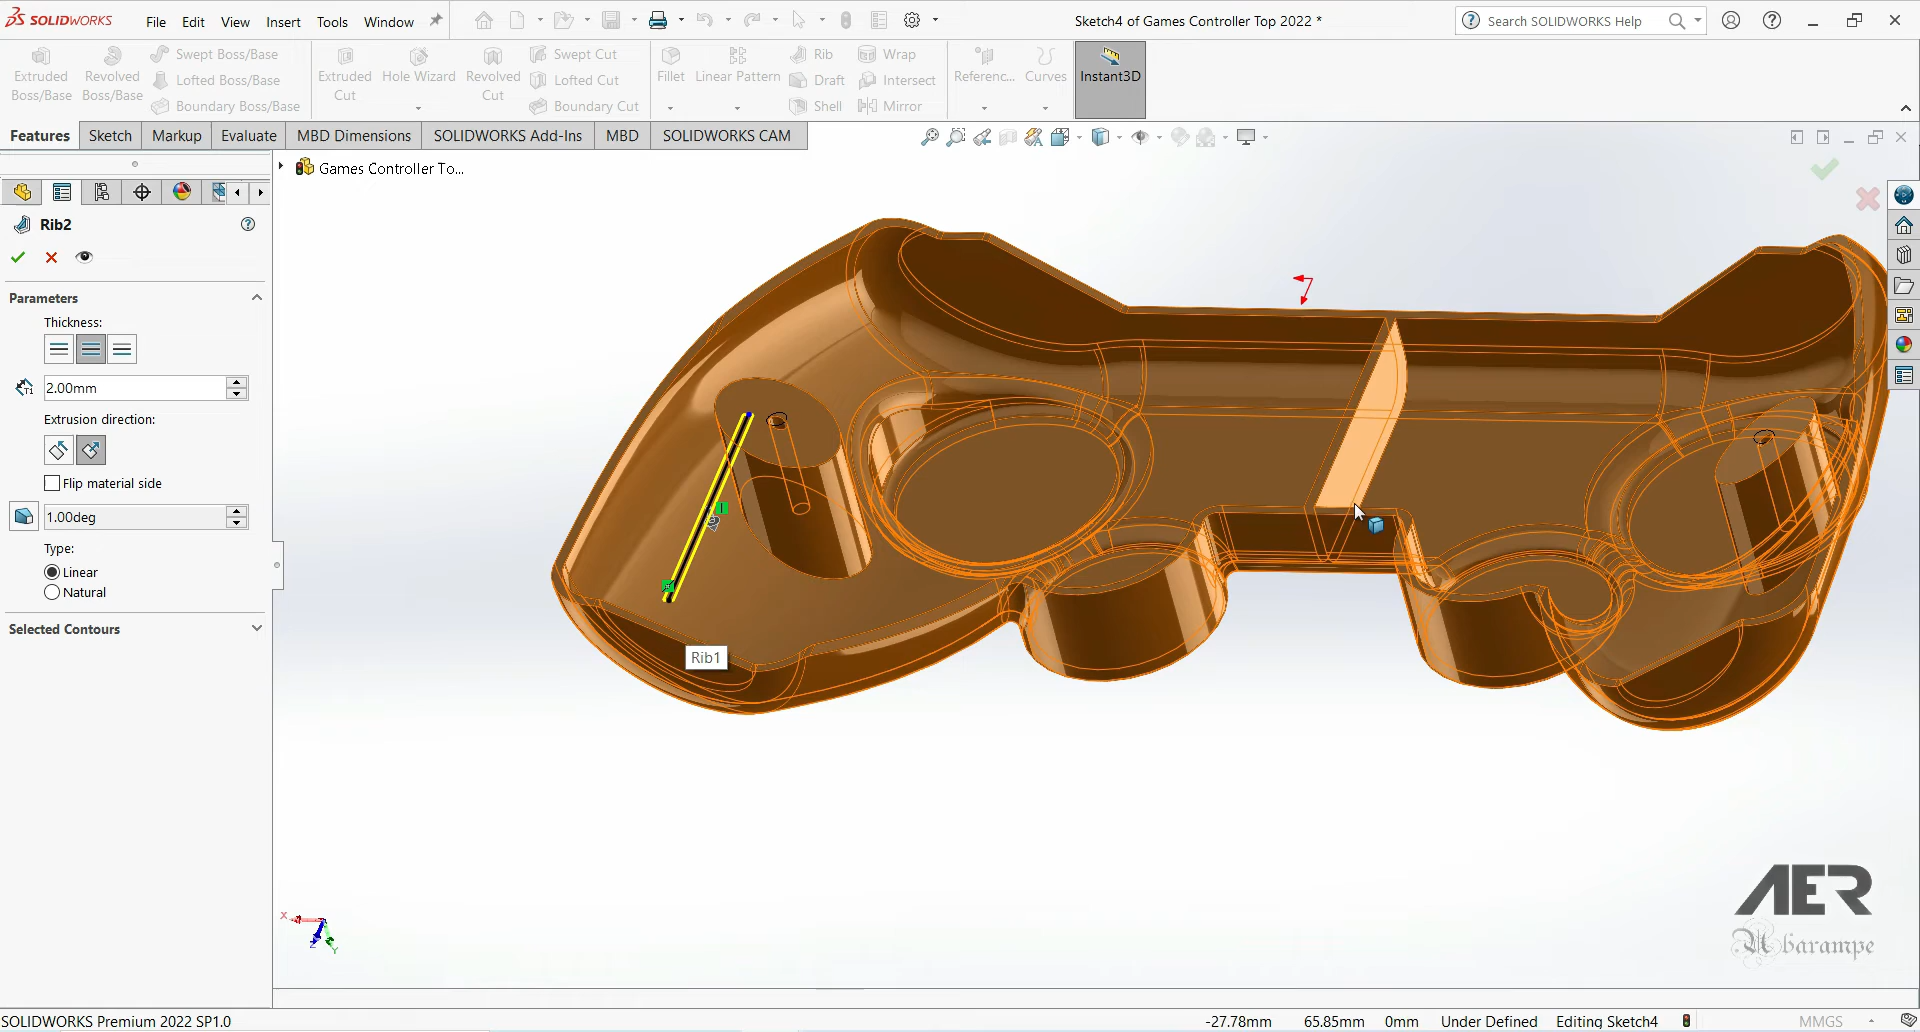 SOLIDWORKS File Edit View Insert Tools Window Sketch4 of Games Controller Top 2022 * Search SOLIDWORKS Help
Extruded Boss/Base
Revolved Boss/Base
Swept Boss/Base
Lofted Boss/Base
Boundary Boss/Base
Extruded Cut
Hole Wizard
Revolved Cut
Swept Cut
Lofted Cut
Boundary Cut
Fillet
Linear Pattern
Rib
Draft
Shell
Wrap
Intersect
Mirror
Referenc...
Curves
Instant3D
Features Sketch Markup Evaluate MBD Dimensions SOLIDWORKS Add-Ins MBD SOLIDWORKS CAM
Games Controller To...
Rib2
Parameters
Thickness:
T1
2.00mm
Extrusion direction:
Flip material side
1.00deg
Type:
Linear
Natural
Selected Contours
Rib1
X
Z
Y
AER
Abarampe
SOLIDWORKS Premium 2022 SP1.0 -27.78mm 65.85mm 0mm Under Defined Editing Sketch4 MMGS